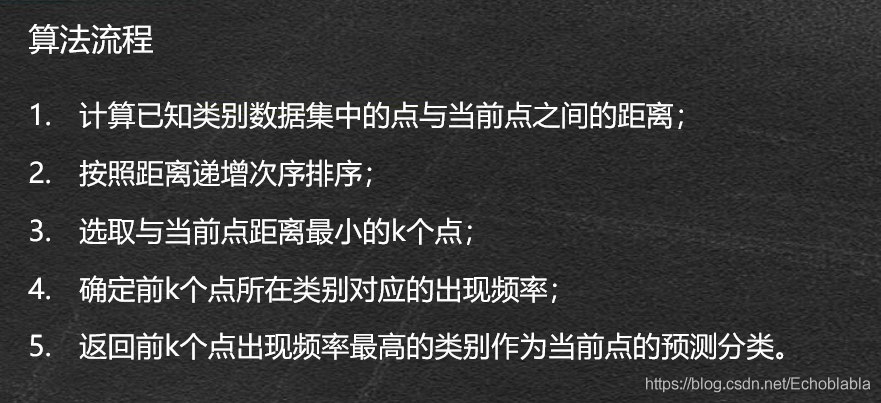 算法流程
1. 计算已知类别数据集中的点与当前点之间的距离；
2. 按照距离递增次序排序；
3. 选取与当前点距离最小的k个点；
4. 确定前k个点所在类别对应的出现频率；
5. 返回前k个点出现频率最高的类别作为当前点的预测分类。
https://blog.csdn.net/Echoblabla